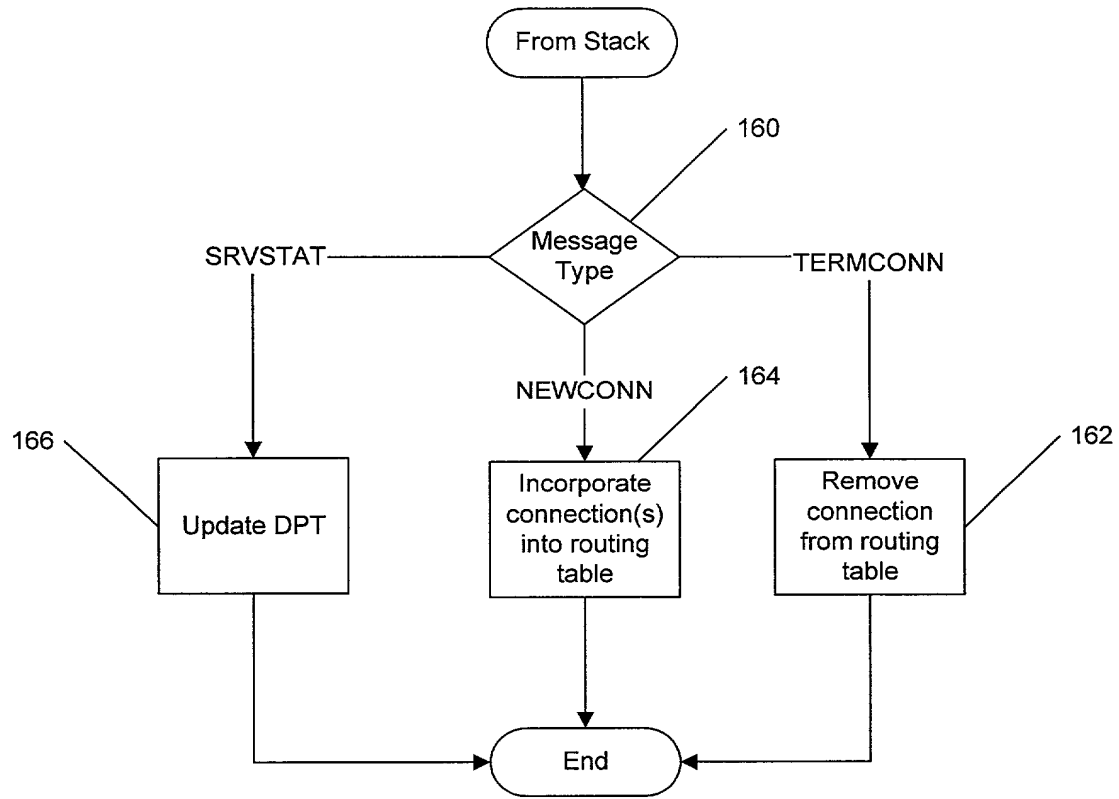 From Stack
160
Message
Type
SRVSTAT
TERMCONN
NEWCONN
164
166
162
Update DPT
Incorporate
connection(s)
into routing
table
Remove
connection
from routing
table
End